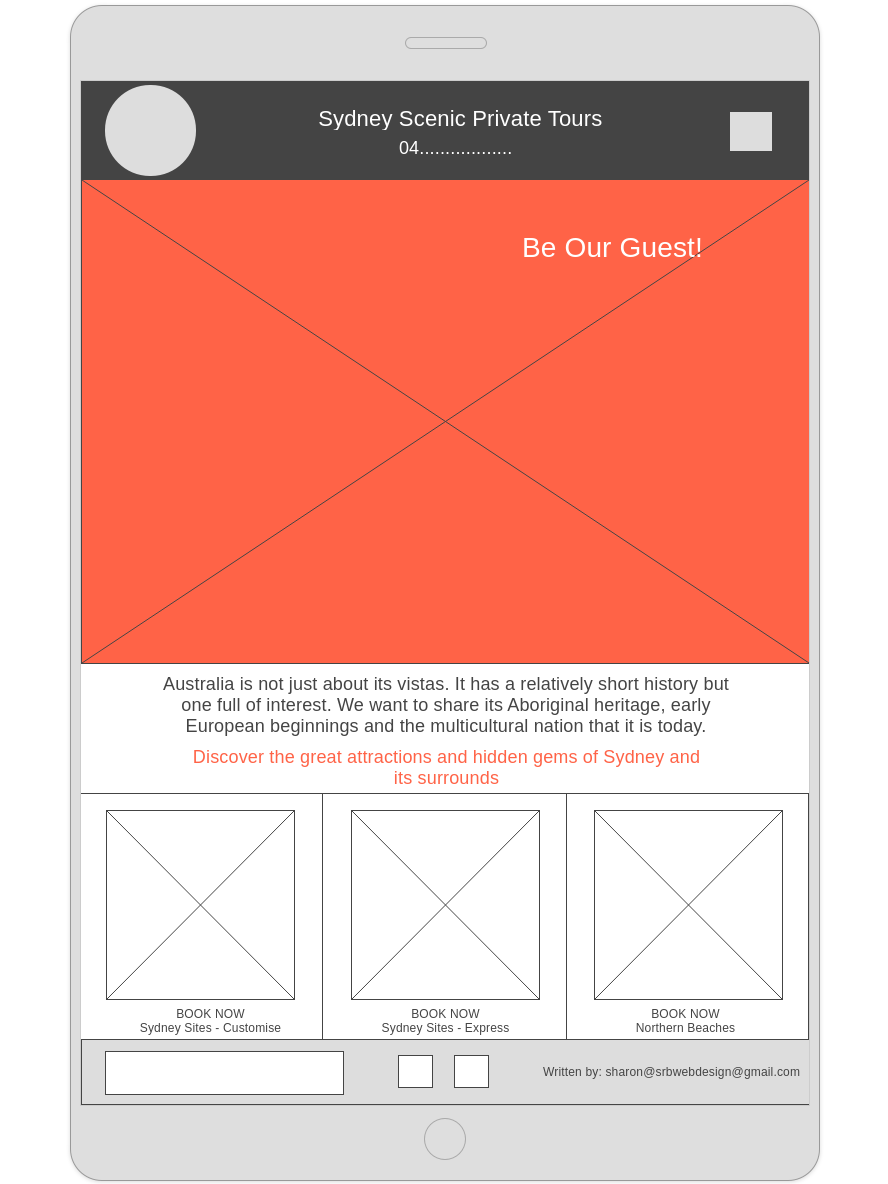 Sydney Scenic Private Tours
04..................
Be Our Guest!
Australia is not just about its vistas. It has a relatively short history but
one full of interest. We want to share its Aboriginal heritage, early
European beginnings and the multicultural nation that it is today.
Discover the great attractions and hidden gems of Sydney and
its surrounds
BOOK NOW
Sydney Sites - Customise
BOOK NOW
Sydney Sites - Express
BOOK NOW
Northern Beaches
Written by: sharon@srbwebdesign@gmail.com